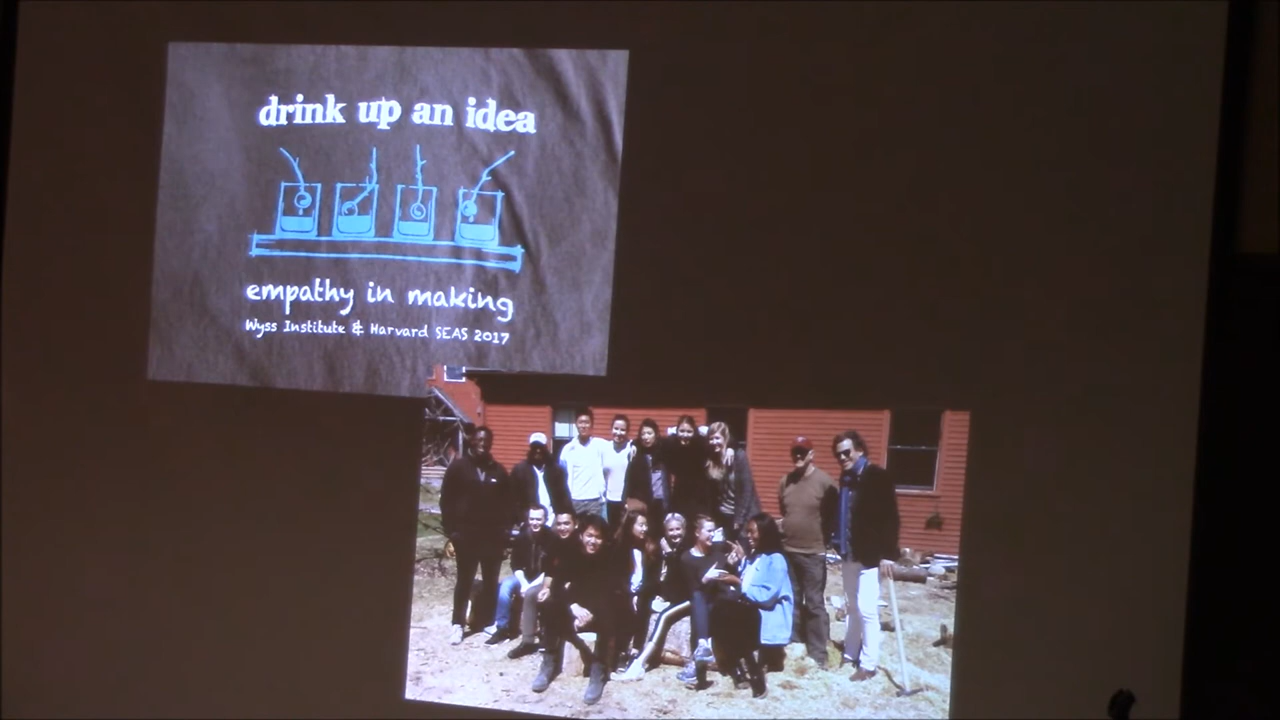 drink up an idea
empathy in making
Wyss Institute & Harvard SEAS 2017